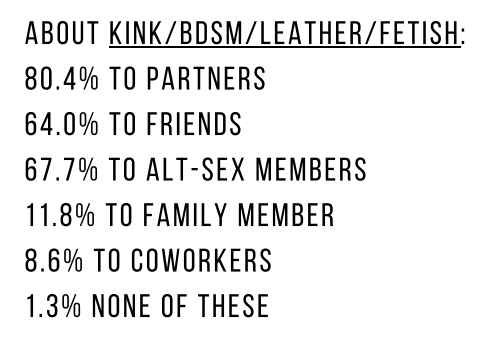 ABOUT KINK/BDSM/LEATHER/FETISH:
80.4% TO PARTNERS
64.0% TO FRIENDS
67.7% TO ALT-SEX MEMBERS
11.8% TO FAMILY MEMBER
8.6% TO COWORKERS
1.3% NONE OF THESE